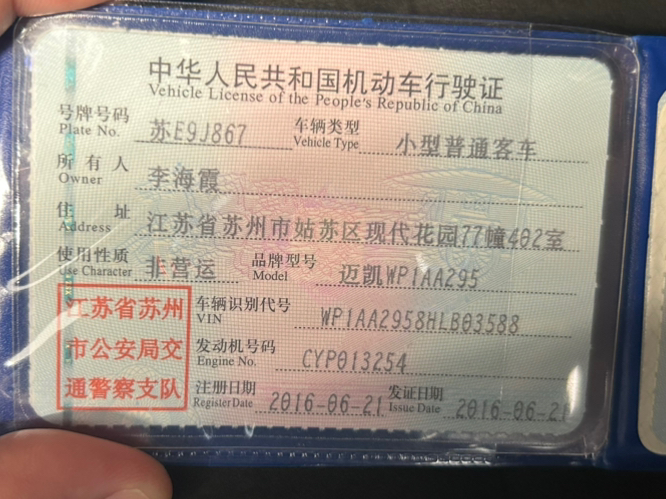 中华人民共和国机动车行驶证
Vehicle License of the People's Republic of China
号牌号码 苏E9J867 车辆类型 小型普通客车
Plate No. Vehicle Type
所有人 李海霞
Owner
住址 江苏省苏州市姑苏区现代花园77幢402室
Address
使用性质 非营运 品牌型号 迈凯WP1AA295
Use Character Model
江苏省苏州 车辆识别代号 WP1AA2958HLB03588
VIN
市公安局交 发动机号码 CYP013254
Engine No.
通警察支队 注册日期 2016-06-21 发证日期 2016-06-21
Register Date Issue Date